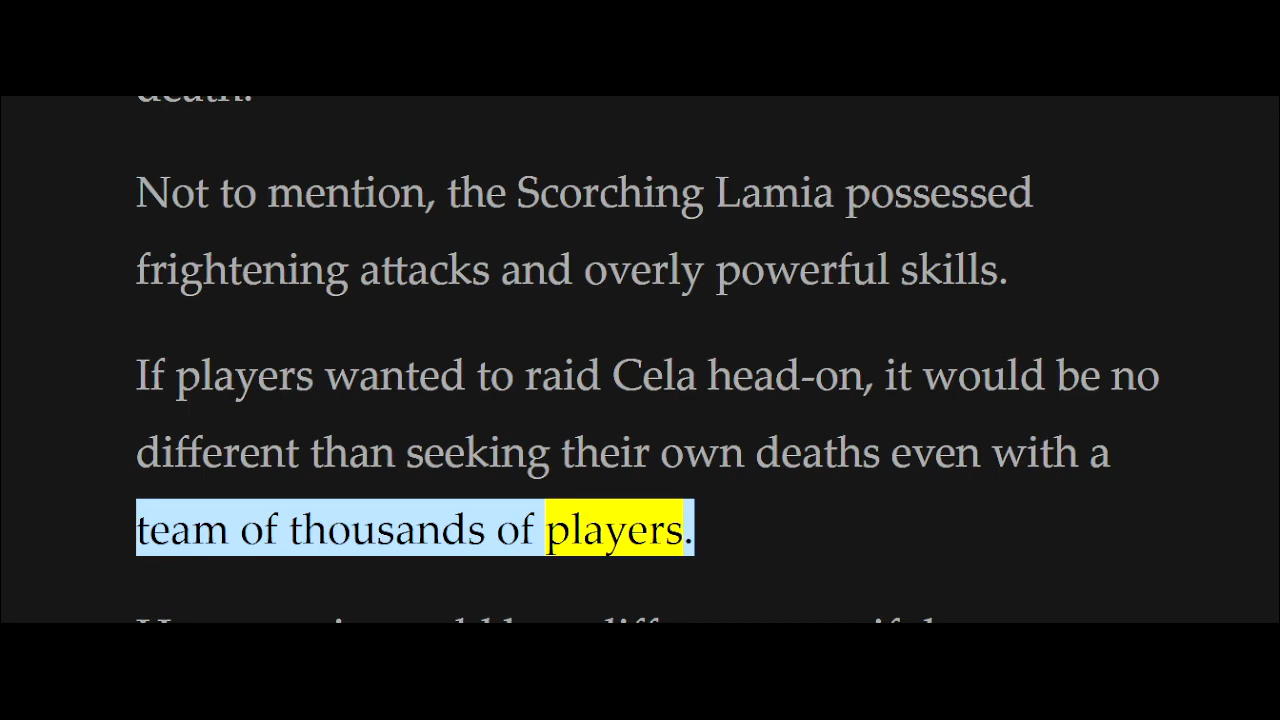 death.
Not to mention, the Scorching Lamia possessed
frightening attacks and overly powerful skills.
If players wanted to raid Cela head-on, it would be no
different than seeking their own deaths even with a
team of thousands of players.